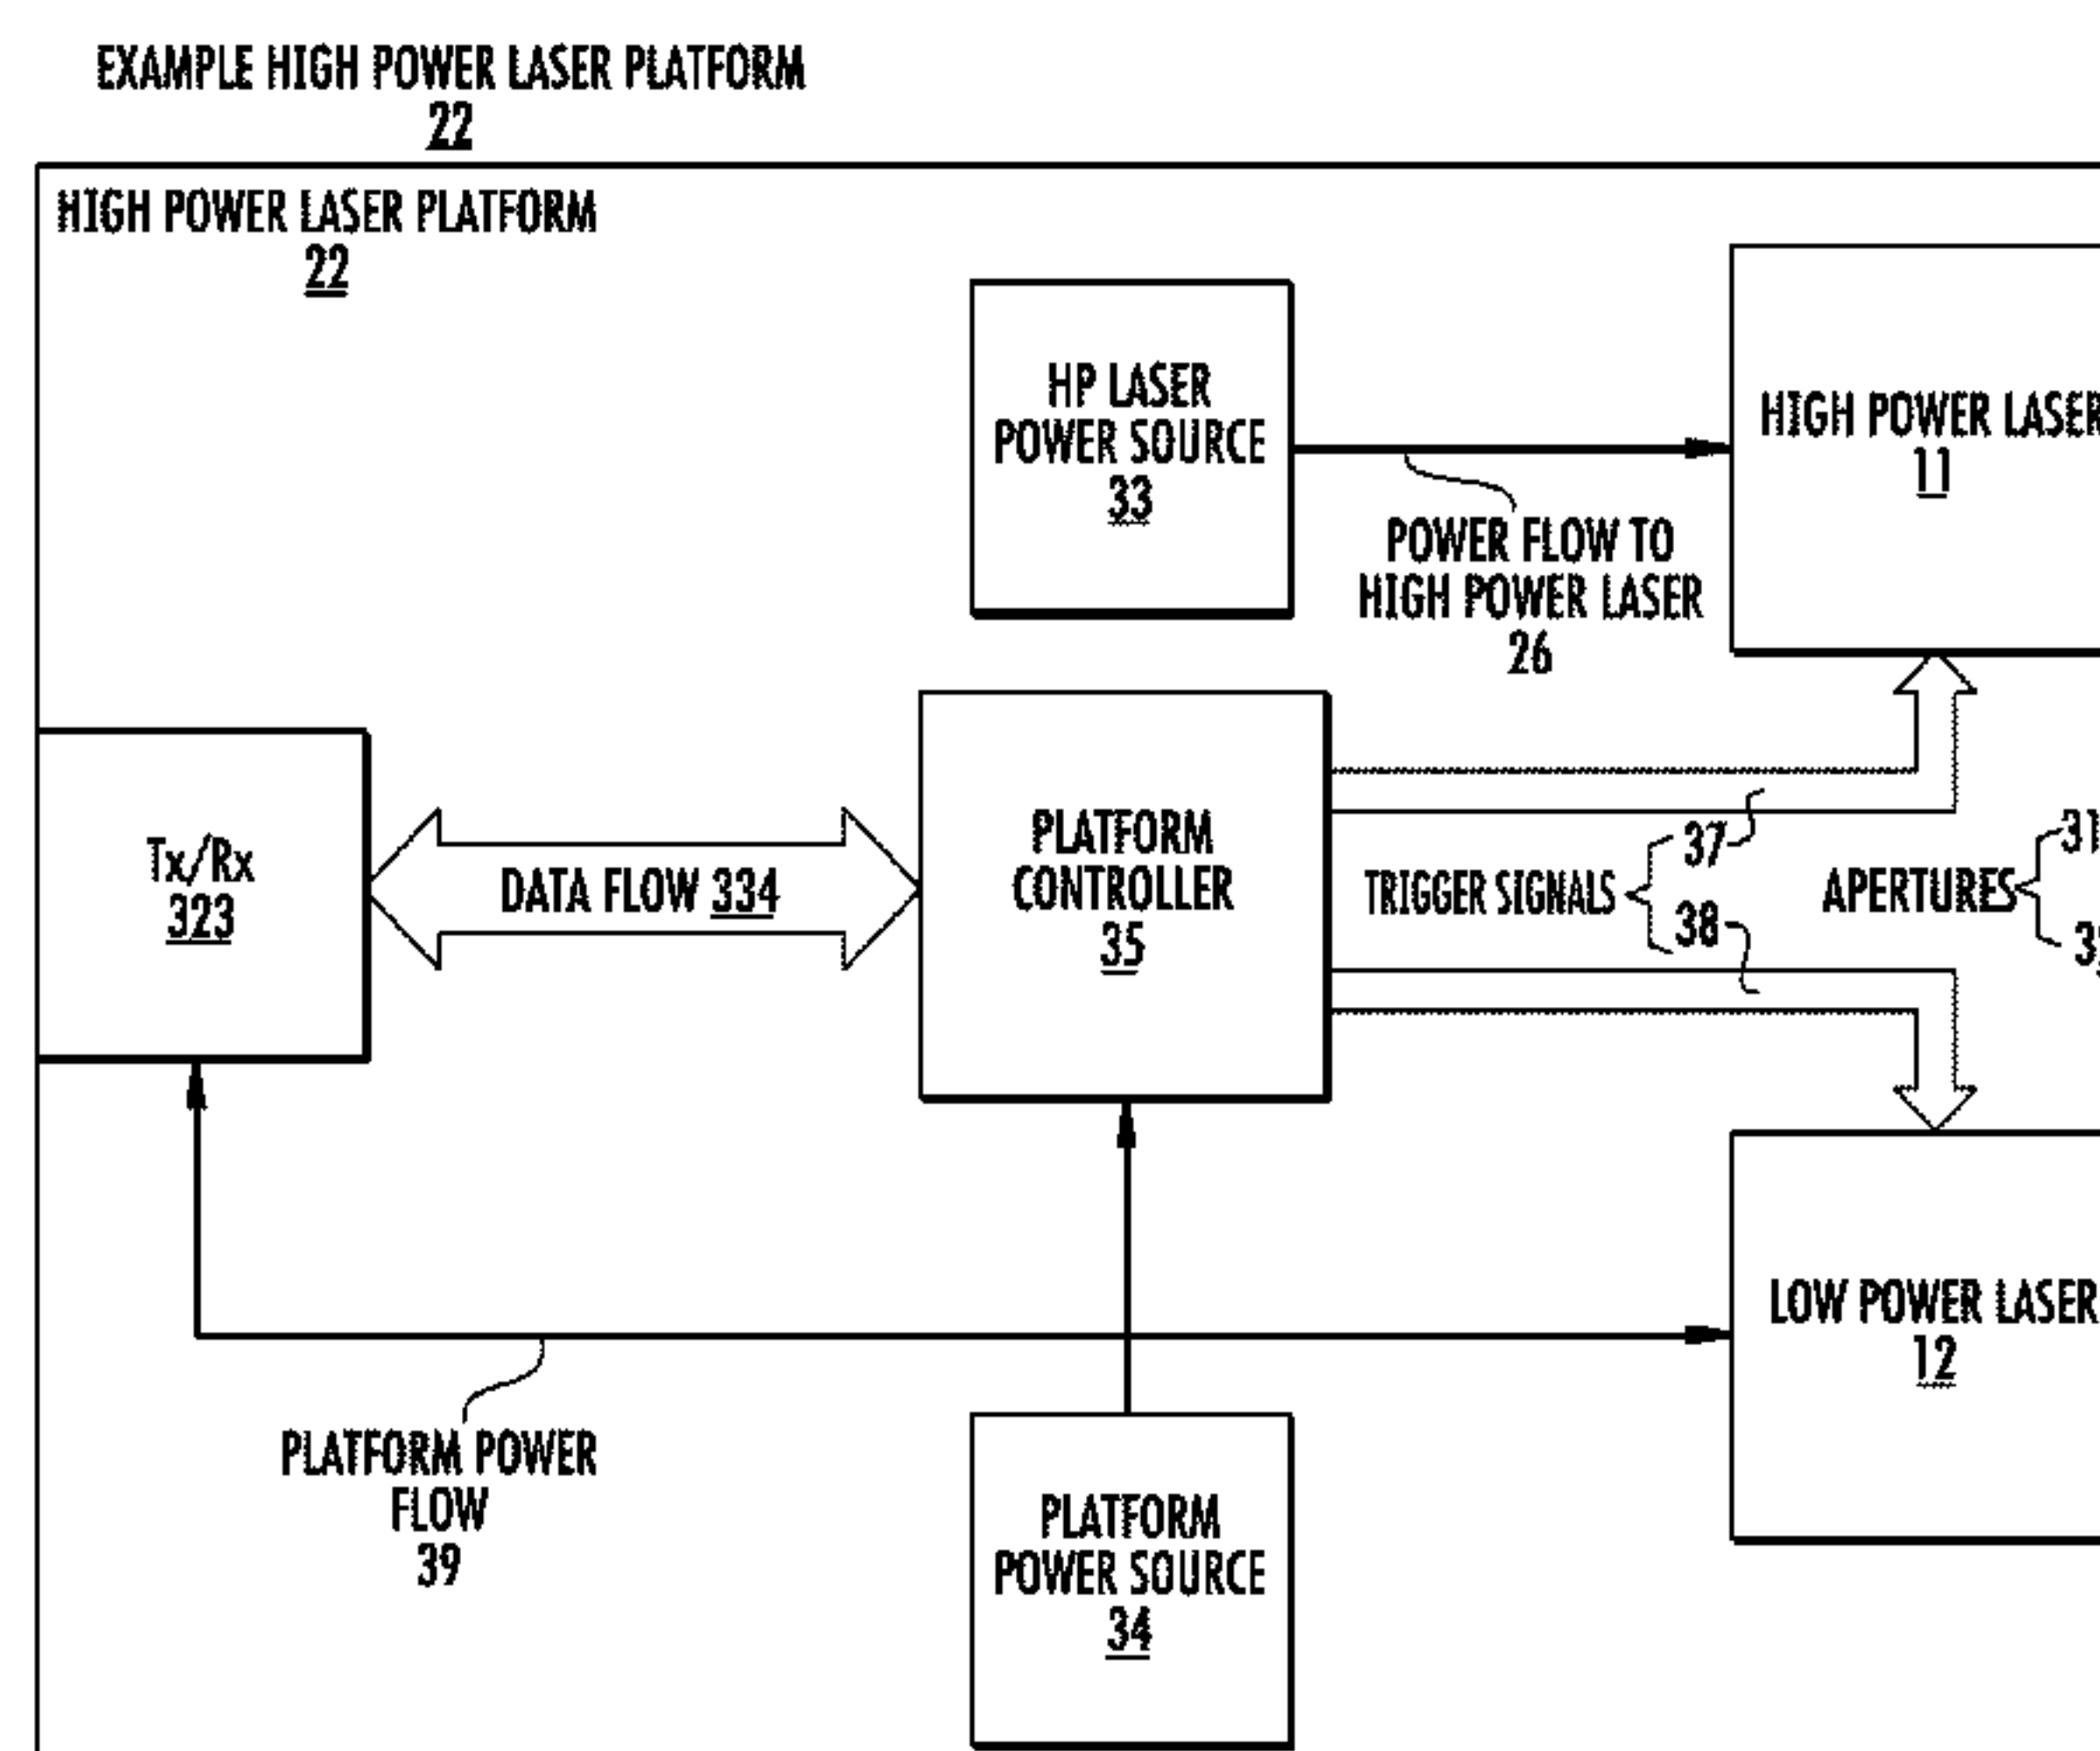 EXAMPLE HIGH POWER LASER PLATFORM
22
HIGH POWER LASER PLATFORM
22
HP LASER
POWER SOURCE
33
HIGH POWER LASER
11
POWER FLOW TO
HIGH POWER LASER
26
Tx/Rx
323
DATA FLOW 334
PLATFORM
CONTROLLER
35
TRIGGER SIGNALS
37
38
APERTURES
31
LOW POWER LASER
12
PLATFORM POWER
FLOW
39
PLATFORM
POWER SOURCE
34